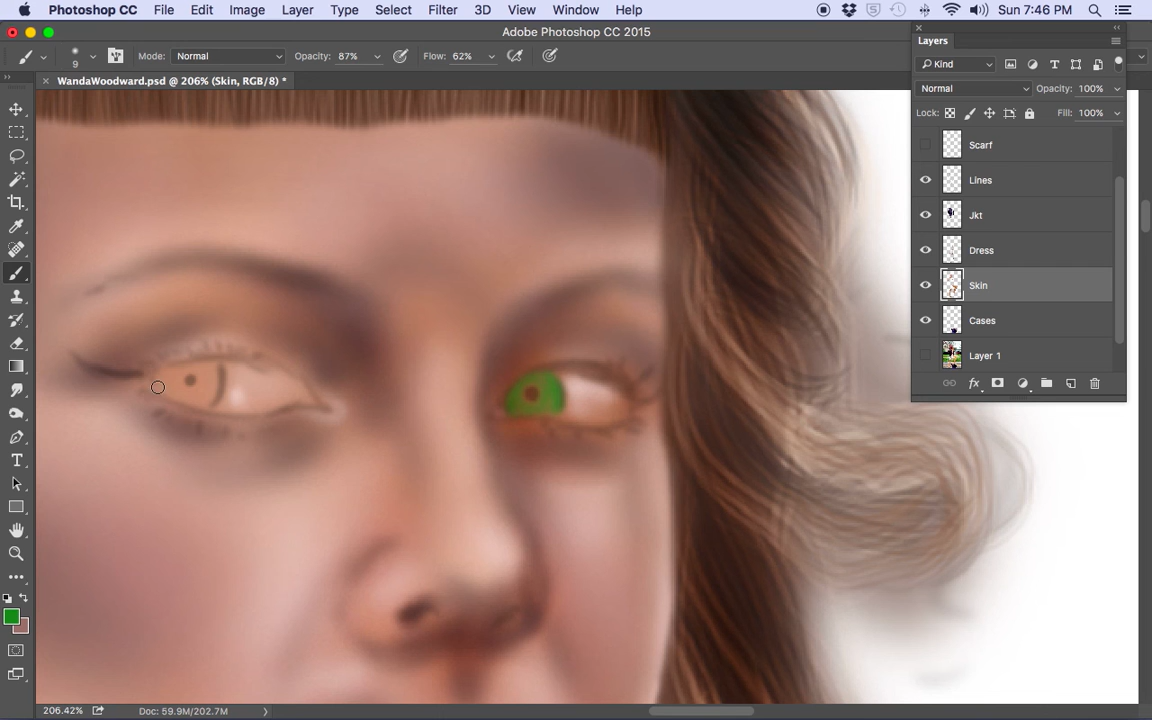 Photoshop CC File Edit Image Layer Type Select Filter 3D View Window Help Sun 7:46 PM
Adobe Photoshop CC 2015
9 Mode: Normal Opacity: 87% Flow: 62%
WandaWoodward.psd @ 206% (Skin, RGB/8) *
Layers
Kind
Normal Opacity: 100%
Lock: Fill: 100%
Scarf
Lines
Jkt
Dress
Skin
Cases
Layer 1
fx
206.42% Doc: 59.9M/202.7M